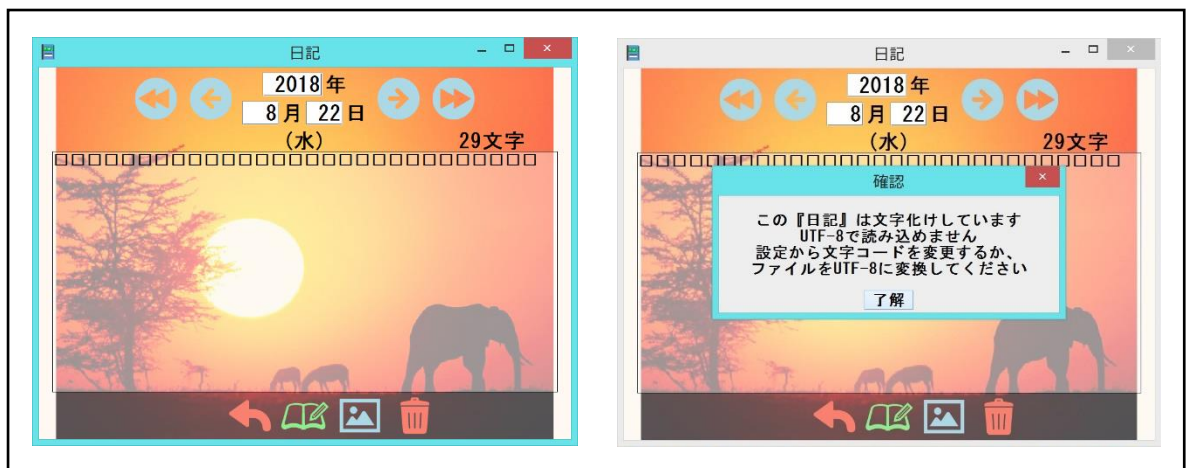 日記
2018年
8月 22日
(水)
29文字
□□□□□□□□□□□□□□□□□□□□□□□□□□□□□
日記
2018年
8月 22日
(水)
29文字
□□□□□□□□□□□□□□□□□□□□□□□□□□□□□
確認
この『日記』は文字化けしています
UTF-8で読み込めません
設定から文字コードを変更するか、
ファイルをUTF-8に変換してください
了解